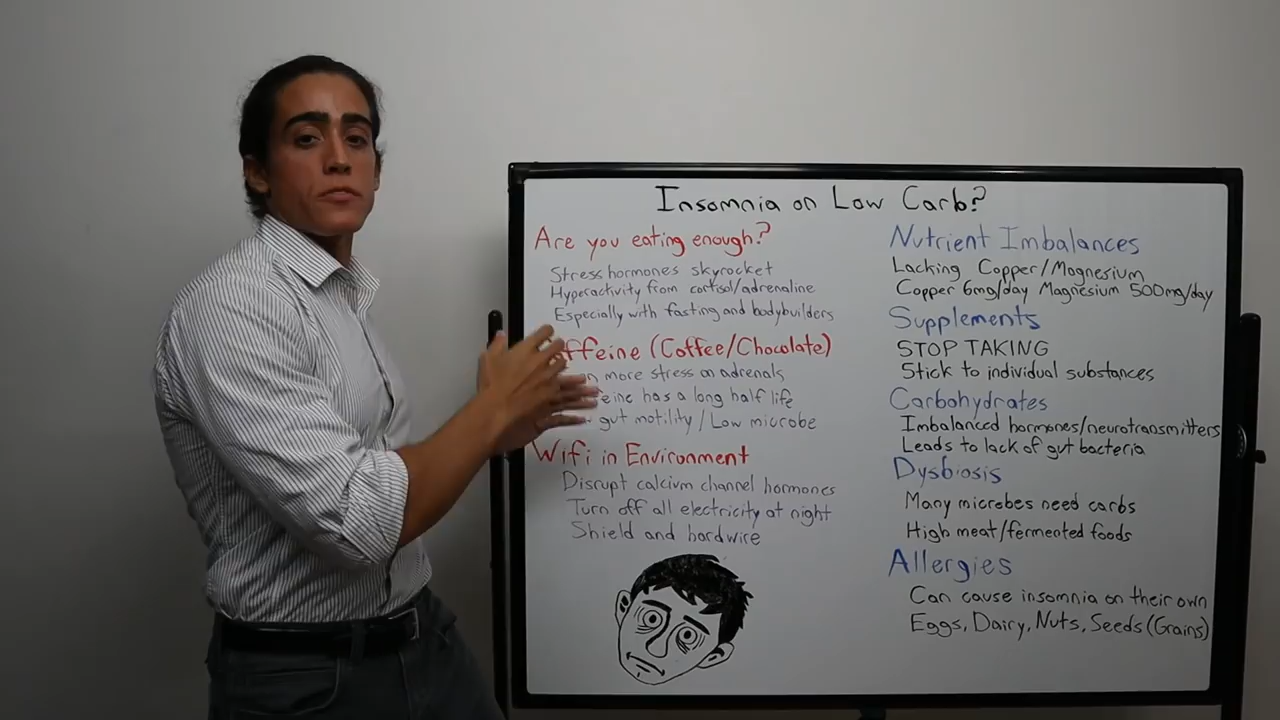 Insomnia on Low Carb?
Are you eating enough?
Stress hormones skyrocket
Hyperactivity from cortisol/adrenaline
Especially with fasting and bodybuilders
(Coffee/Chocolate)
more stress on adrenals
has a long half life
gut motility / Low microbe
Wifi in Environment
Disrupt calcium channel hormones
Turn off all electricity at night
Shield and hardwire
Nutrient Imbalances
Lacking Copper/Magnesium
Copper 6mg/day Magnesium 500mg/day
Supplements
STOP TAKING
Stick to individual substances
Carbohydrates
Imbalanced hormones/neurotransmitters
Leads to lack of gut bacteria
Dysbiosis
Many microbes need carbs
High meat/fermented foods
Allergies
Can cause insomnia on their own
Eggs, Dairy, Nuts, Seeds (Grains)